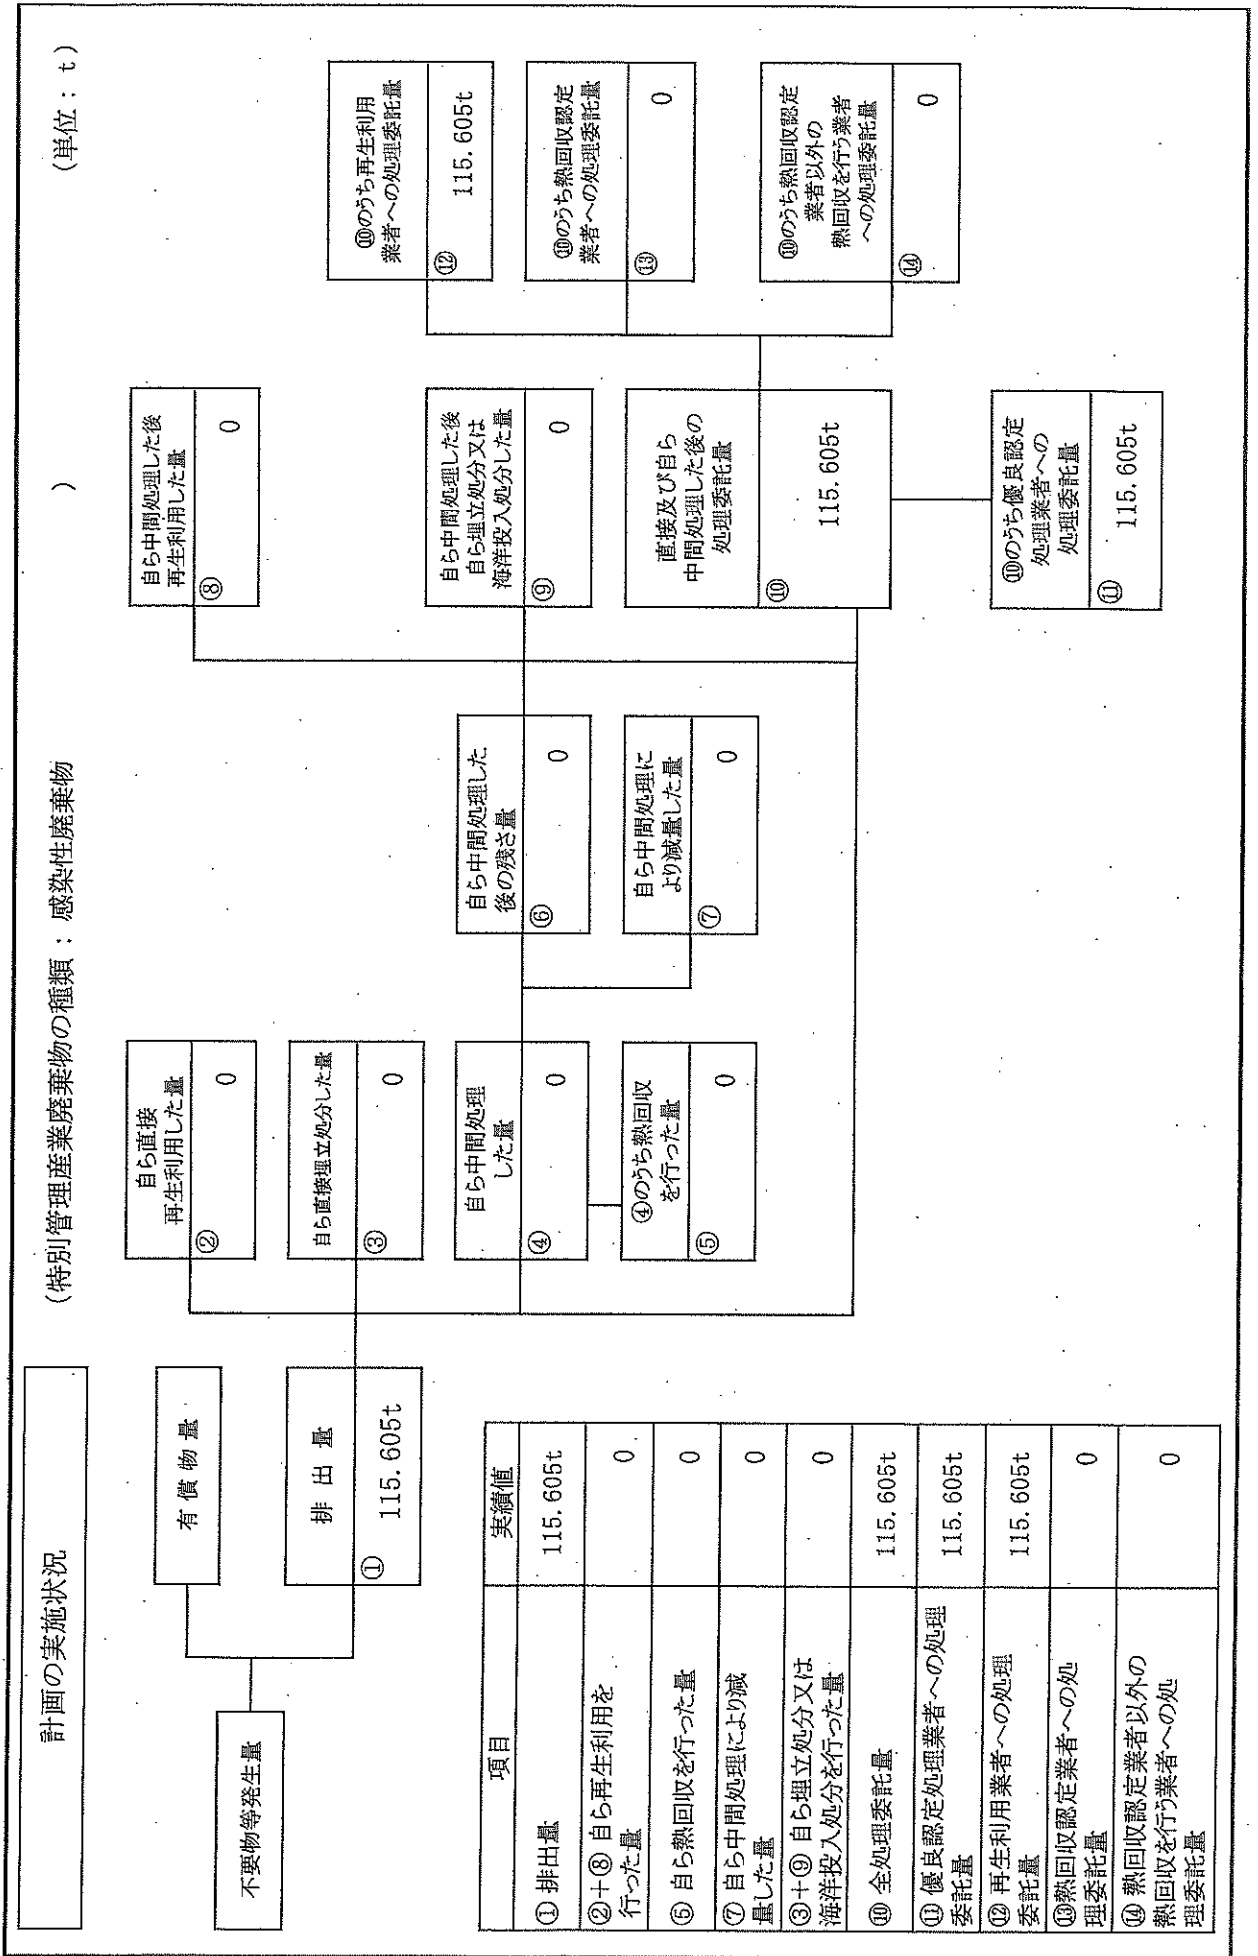 計画の実施状況
(特別管理産業廃棄物の種類：感染性廃棄物
)
(単位：t)
不要物等発生量
有償物量
排出量
① 115.605t
自ら直接
再生利用した量
② 0
自ら直接埋立処分した量
③ 0
自ら中間処理
した量
④ 0
④のうち熱回収
を行った量
⑤ 0
自ら中間処理した
後の残さ量
⑥ 0
自ら中間処理に
より減量した量
⑦ 0
自ら中間処理した後
再生利用した量
⑧ 0
自ら中間処理した後
自ら埋立処分又は
海洋投入処分した量
⑨ 0
直接及び自ら
中間処理した後の
処理委託量
⑩ 115.605t
⑩のうち優良認定
処理業者への
処理委託量
⑪ 115.605t
⑩のうち再生利用
業者への処理委託量
⑫ 115.605t
⑩のうち熱回収認定
業者への処理委託量
⑬ 0
⑩のうち熱回収認定
業者以外の
熱回収を行う業者
への処理委託量
⑭ 0
項目 実績値
① 排出量 115.605t
②＋⑧ 自ら再生利用を
行った量 0
⑤ 自ら熱回収を行った量 0
⑦ 自ら中間処理により減
量した量 0
③＋⑨ 自ら埋立処分又は
海洋投入処分を行った量 0
⑩ 全処理委託量 115.605t
⑪ 優良認定処理業者への処理
委託量 115.605t
⑫ 再生利用業者への処理
委託量 115.605t
⑬熱回収認定業者への処
理委託量 0
⑭ 熱回収認定業者以外の
熱回収を行う業者への処
理委託量 0